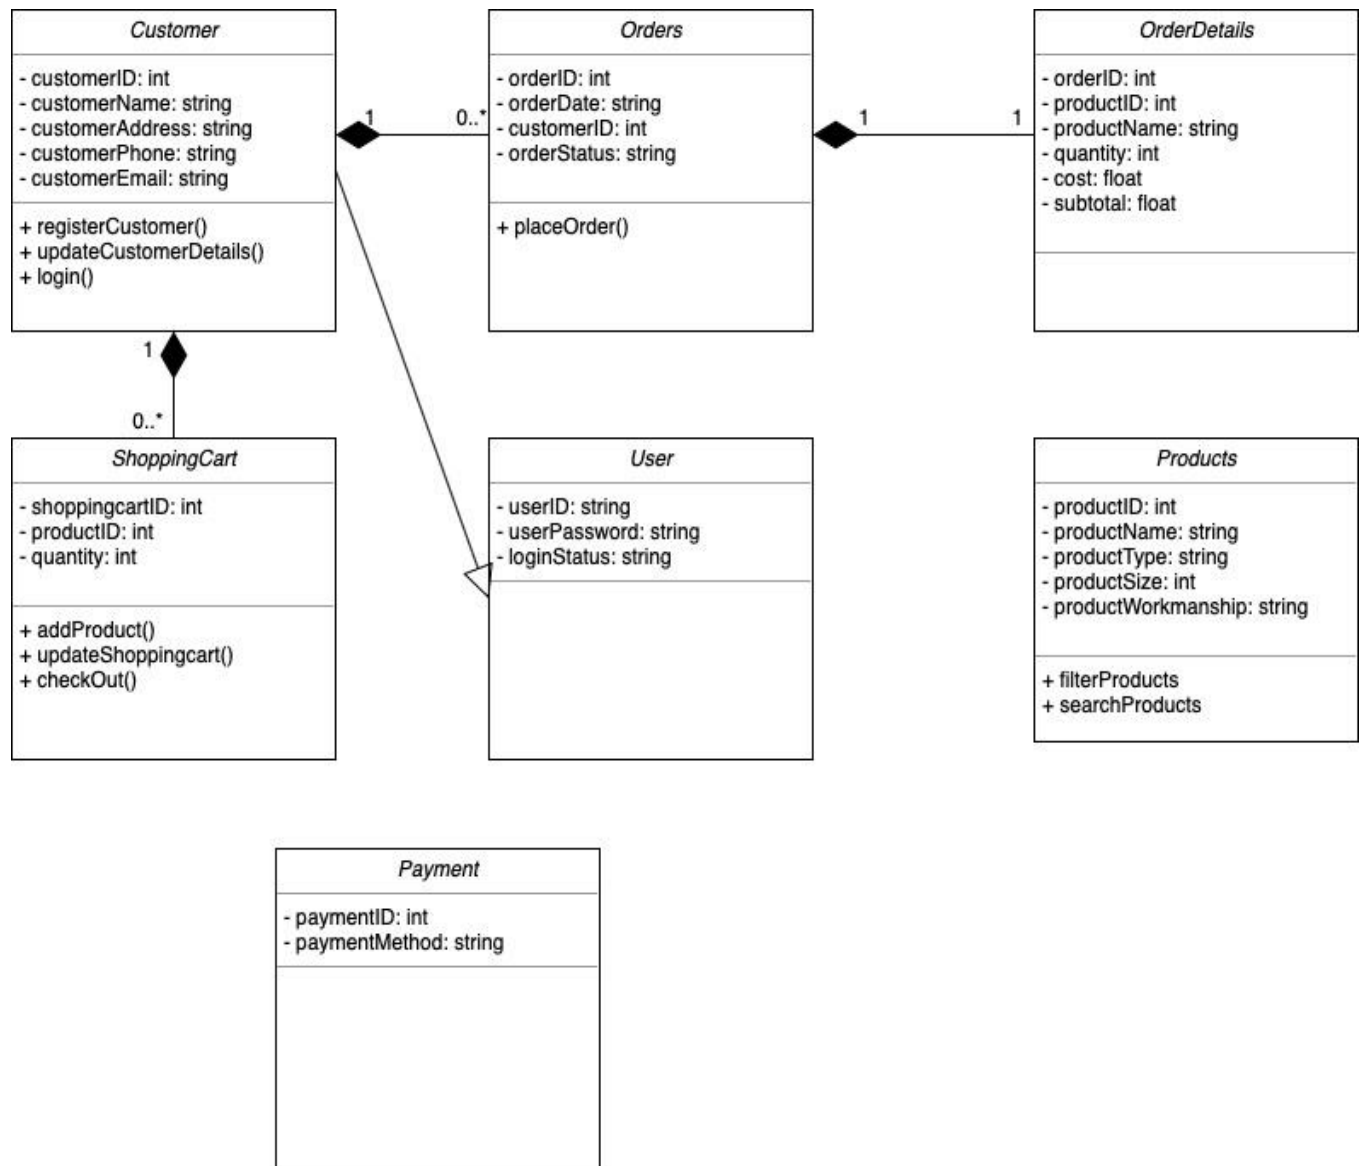 Customer
- customerID: int
- customerName: string
- customerAddress: string
- customerPhone: string
- customerEmail: string
+ registerCustomer()
+ updateCustomerDetails()
+ login()
1
0..*
Orders
- orderID: int
- orderDate: string
- customerID: int
- orderStatus: string
+ placeOrder()
1
1
OrderDetails
- orderID: int
- productID: int
- productName: string
- quantity: int
- cost: float
- subtotal: float
1
0..*
ShoppingCart
- shoppingcartID: int
- productID: int
- quantity: int
+ addProduct()
+ updateShoppingcart()
+ checkOut()
User
- userID: string
- userPassword: string
- loginStatus: string
Products
- productID: int
- productName: string
- productType: string
- productSize: int
- productWorkmanship: string
+ filterProducts
+ searchProducts
Payment
- paymentID: int
- paymentMethod: string